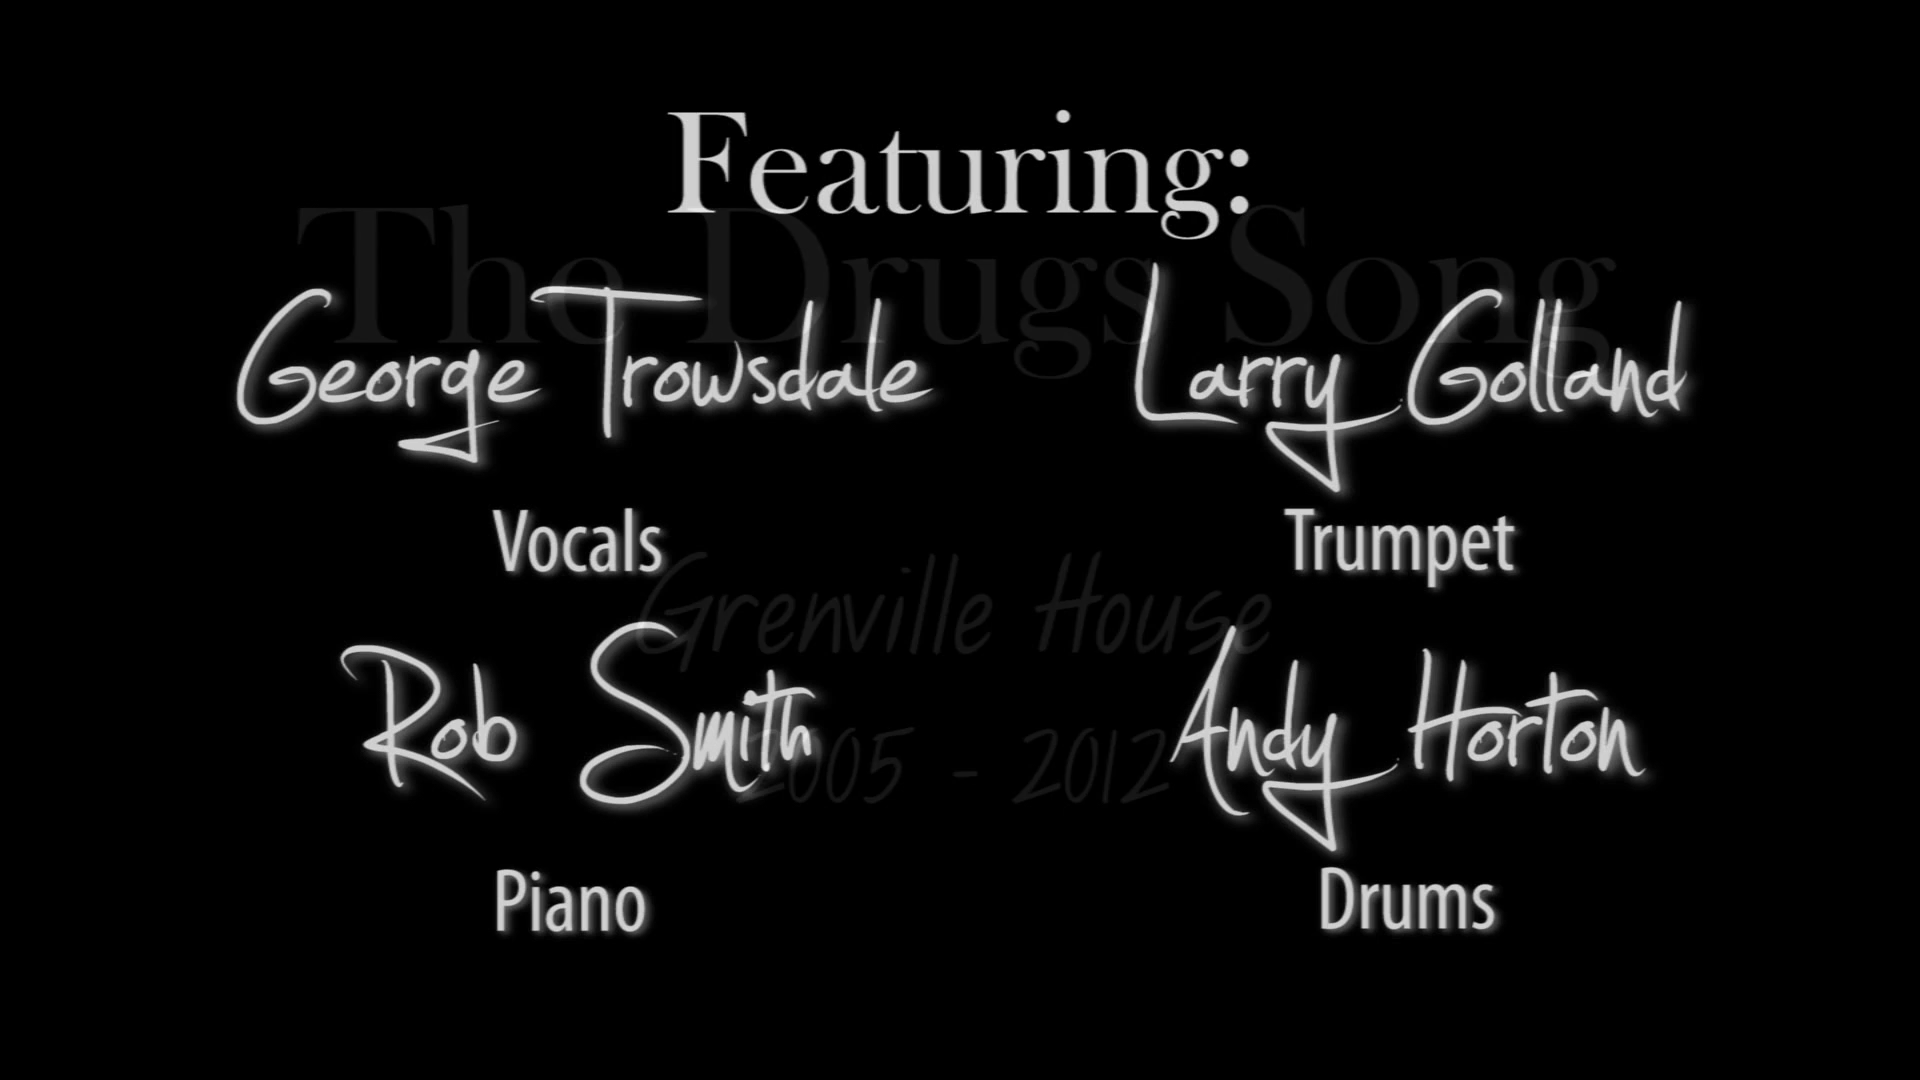 Featuring:
The Drugs Song
George Trowsdale
Larry Golland
Vocals
Trumpet
Grenville House
Rob Smith
Andy Horton
2005 - 2012
Piano
Drums